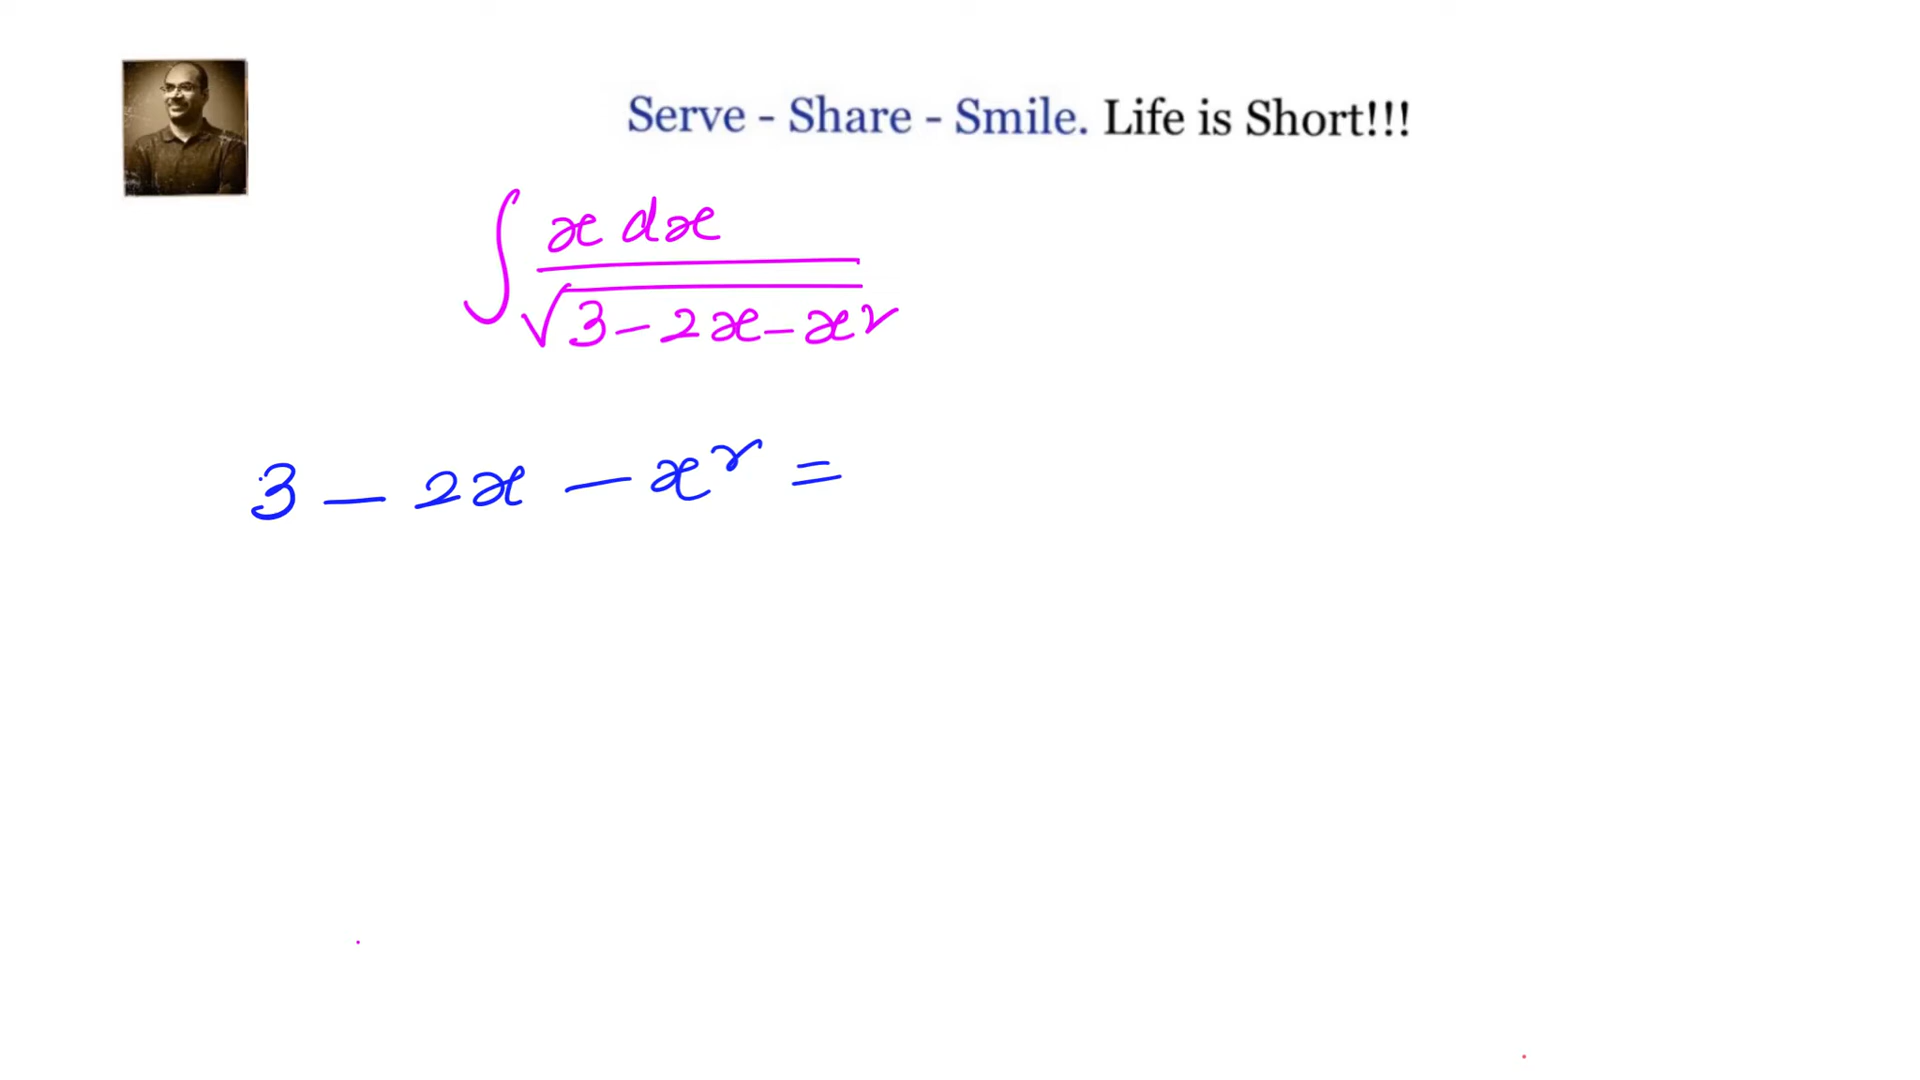 Serve - Share - Smile. Life is Short!!!
∫ x dx / √(3 - 2x - x²)
3 - 2x - x² =